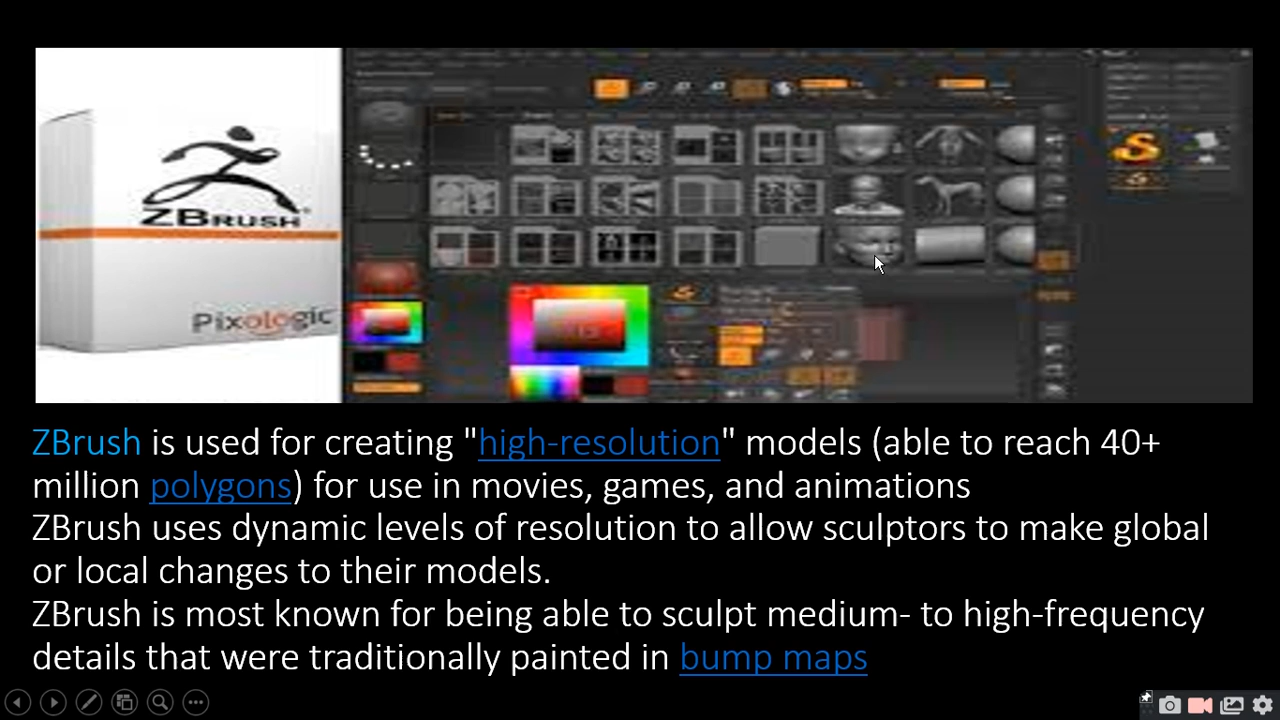 ZBRUSH
Pixologic
ZBrush is used for creating "high-resolution" models (able to reach 40+
million polygons) for use in movies, games, and animations
ZBrush uses dynamic levels of resolution to allow sculptors to make global
or local changes to their models.
ZBrush is most known for being able to sculpt medium- to high-frequency
details that were traditionally painted in bump maps